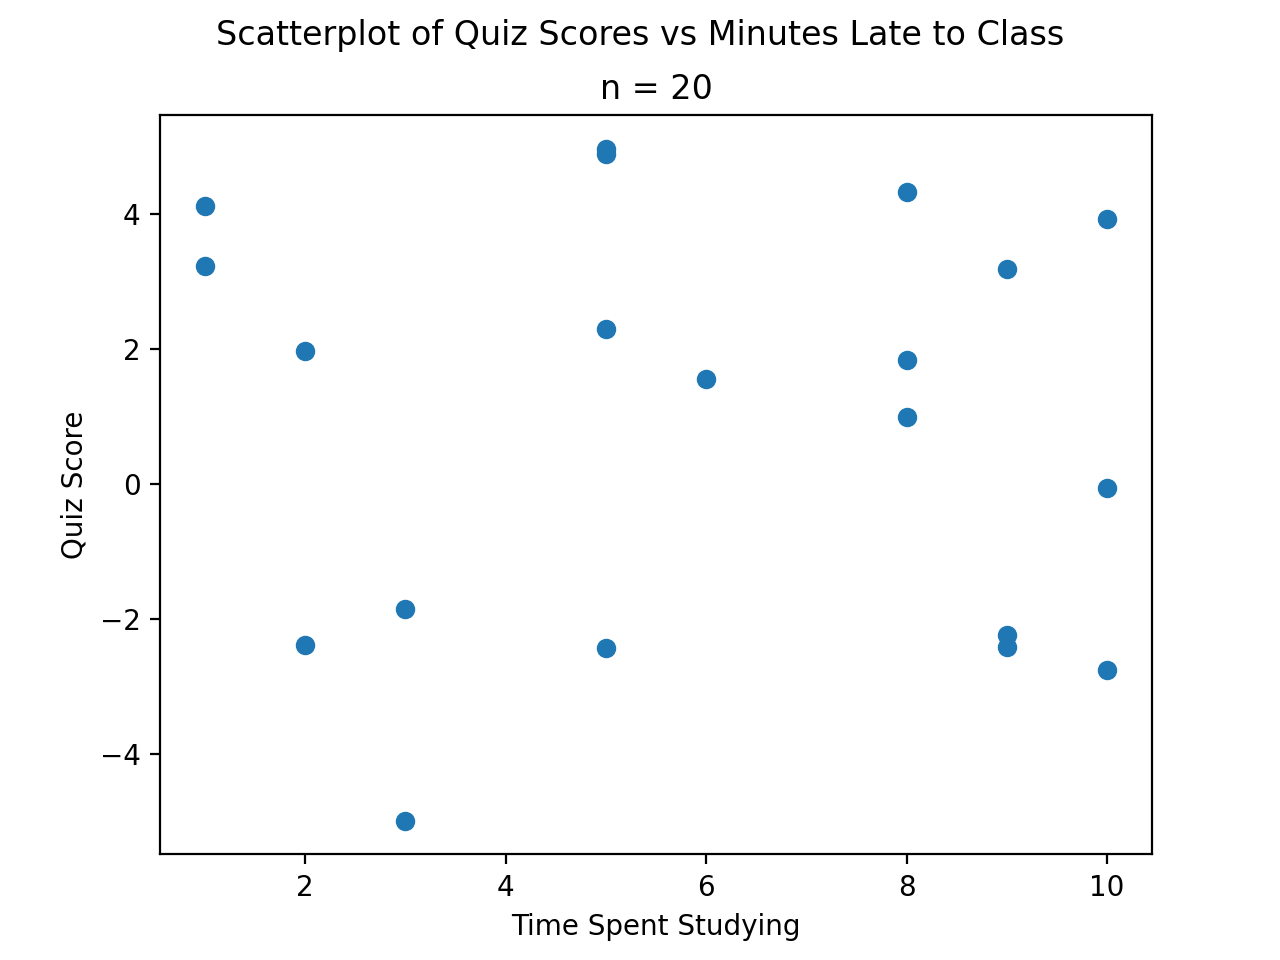 Scatterplot of Quiz Scores vs Minutes Late to Class
n = 20
4
2
0
−2
−4
Quiz Score
2 4 6 8 10
Time Spent Studying